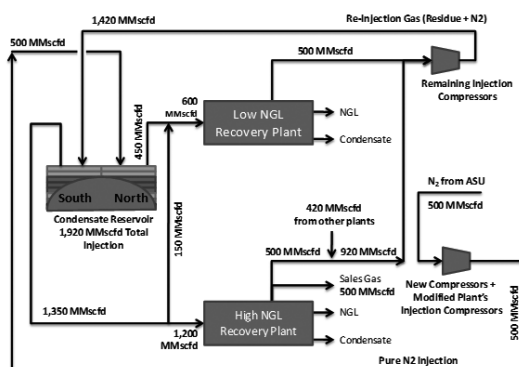 1,420 MMscfd
Re-Injection Gas (Residue + N2)
500 MMscfd
500 MMscfd
600
MMscfd
Low NGL
Recovery Plant
NGL
Condensate
Remaining Injection
Compressors
450 MMscfd
South
North
Condensate Reservoir
1,920 MMscfd Total
Injection
150 MMscfd
N₂ from ASU
500 MMscfd
420 MMscfd
from other plants
500 MMscfd
920 MMscfd
Sales Gas
500 MMscfd
New Compressors +
Modified Plant's
Injection Compressors
1,350 MMscfd
1,200
MMscfd
High NGL
Recovery Plant
NGL
Condensate
500 MMscfd
Pure N2 Injection